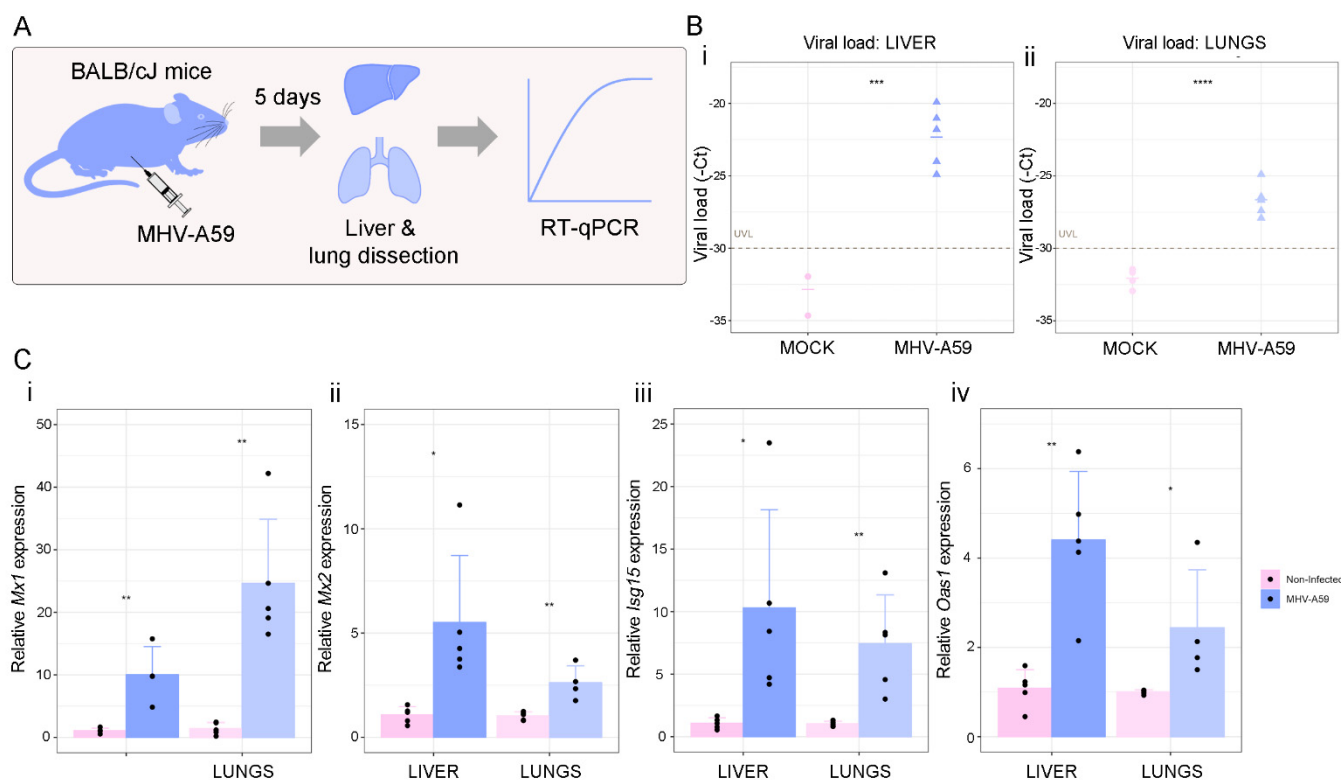 A
BALB/cJ mice
5 days
MHV-A59
Liver &
lung dissection
RT-qPCR
B
Viral load: LIVER
i
***
Viral load (-Ct)
-20
-25
-30
-35
UVL
MOCK
MHV-A59
Viral load: LUNGS
ii
****
Viral load (-Ct)
-20
-25
-30
-35
UVL
MOCK
MHV-A59
C
i
Relative Mx1 expression
50
40
30
20
10
0
**
**
LUNGS
ii
Relative Mx2 expression
15
10
5
0
*
**
LIVER
LUNGS
iii
Relative Isg15 expression
25
20
15
10
5
0
*
**
LIVER
LUNGS
iv
Relative Oas1 expression
6
4
2
0
**
*
LIVER
LUNGS
Non-Infected
MHV-A59